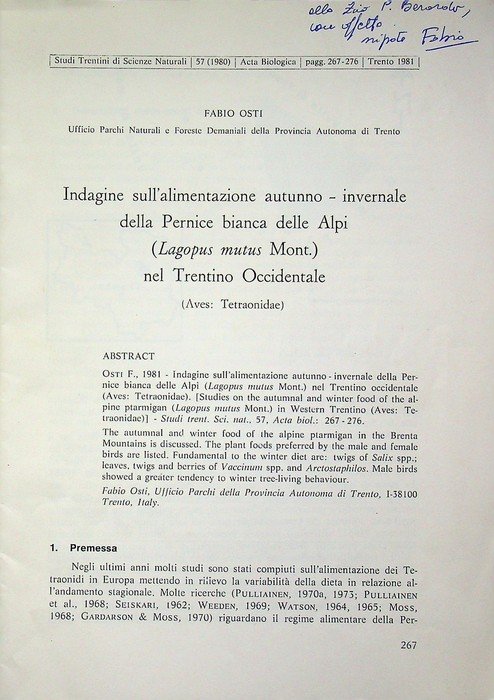 allo Zio P. Berardo,
con affetto.
nipote Fabio
Studi Trentini di Scienze Naturali | 57 (1980) | Acta Biologica | pagg. 267-276 | Trento 1981
FABIO OSTI
Ufficio Parchi Naturali e Foreste Demaniali della Provincia Autonoma di Trento
Indagine sull'alimentazione autunno - invernale
della Pernice bianca delle Alpi
(Lagopus mutus Mont.)
nel Trentino Occidentale
(Aves: Tetraonidae)
ABSTRACT
OSTI F., 1981 - Indagine sull'alimentazione autunno - invernale della Per-
nice bianca delle Alpi (Lagopus mutus Mont.) nel Trentino occidentale
(Aves: Tetraonidae). [Studies on the autumnal and winter food of the al-
pine ptarmigan (Lagopus mutus Mont.) in Western Trentino (Aves: Te-
traonidae)] - Studi trent. Sci. nat., 57, Acta biol.: 267-276.
The autumnal and winter food of the alpine ptarmigan in the Brenta
Mountains is discussed. The plant foods preferred by the male and female
birds are listed. Fundamental to the winter diet are: twigs of Salix spp.;
leaves, twigs and berries of Vaccinum spp. and Arctostaphilos. Male birds
showed a greater tendency to winter tree-living behaviour.
Fabio Osti, Ufficio Parchi della Provincia Autonoma di Trento, I-38100
Trento, Italy.
1. Premessa
Negli ultimi anni molti studi sono stati compiuti sull'alimentazione dei Te-
traonidi in Europa mettendo in rilievo la variabilità della dieta in relazione al-
l'andamento stagionale. Molte ricerche (PULLIAINEN, 1970a, 1973; PULLIAINEN
et al., 1968; SEISKARI, 1962; WEEDEN, 1969; WATSON, 1964, 1965; MOSS,
1968; GARDARSON & MOSS, 1970) riguardano il regime alimentare della Per-
267